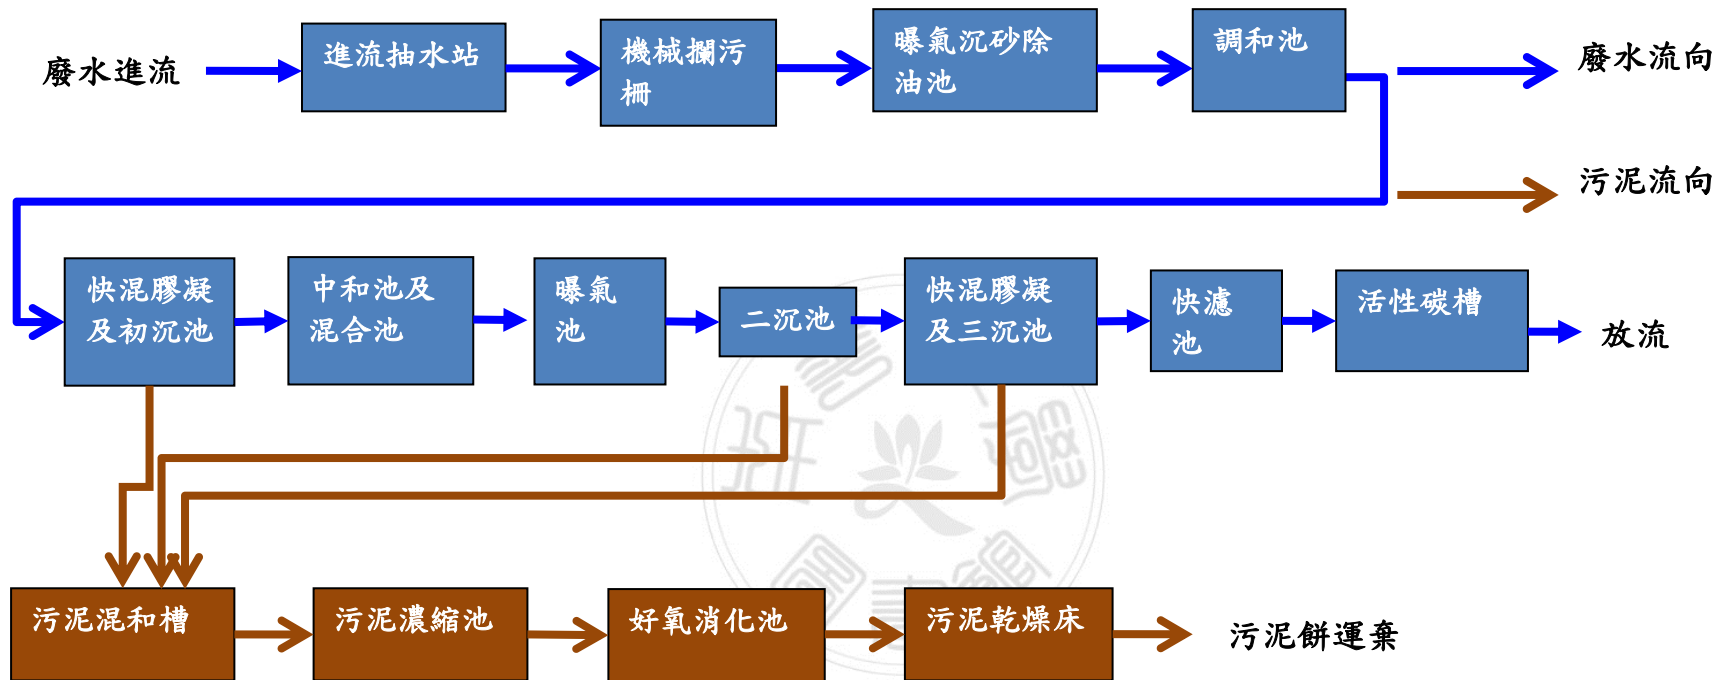 廢水進流
進流抽水站
機械攔污
柵
曝氣沉砂除
油池
調和池
廢水流向
污泥流向
快混膠凝
及初沉池
中和池及
混合池
曝氣
池
二沉池
快混膠凝
及三沉池
快濾
池
活性碳槽
放流
污泥混和槽
污泥濃縮池
好氧消化池
污泥乾燥床
污泥餅運棄